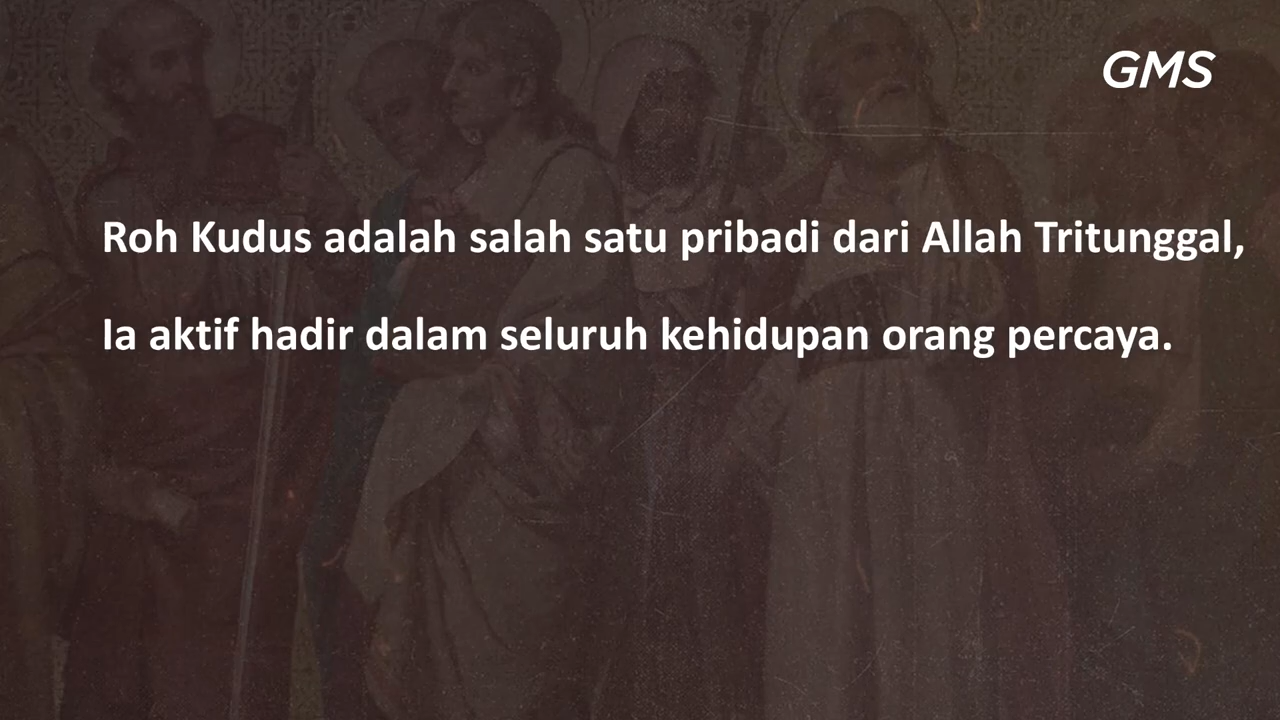 GMS
Roh Kudus adalah salah satu pribadi dari Allah Tritunggal,
Ia aktif hadir dalam seluruh kehidupan orang percaya.